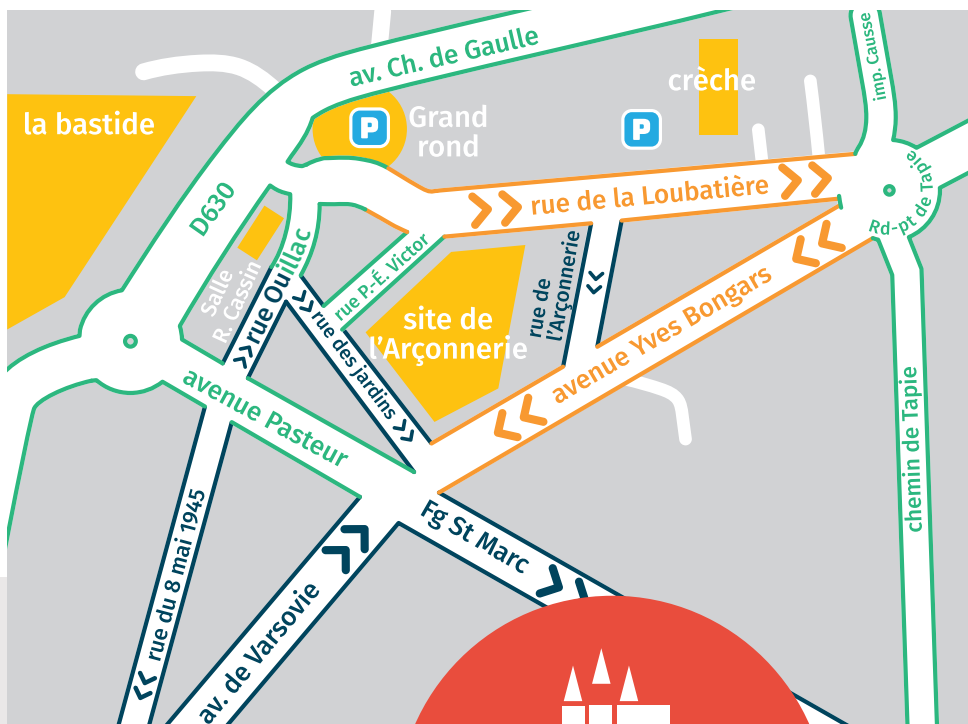 av. Ch. de Gaulle
imp. Causse
crèche
la bastide
P
Grand
rond
P
rue de la Loubatière
Rd-pt de Tapie
D630
Salle
R. Cassin
rue Ouillac
rue P.-É. Victor
rue des jardins
site de
l'Arçonnerie
rue de
l'Arçonnerie
avenue Yves Bongars
avenue Pasteur
chemin de Tapie
rue du 8 mai 1945
Fg St Marc
av. de Varsovie